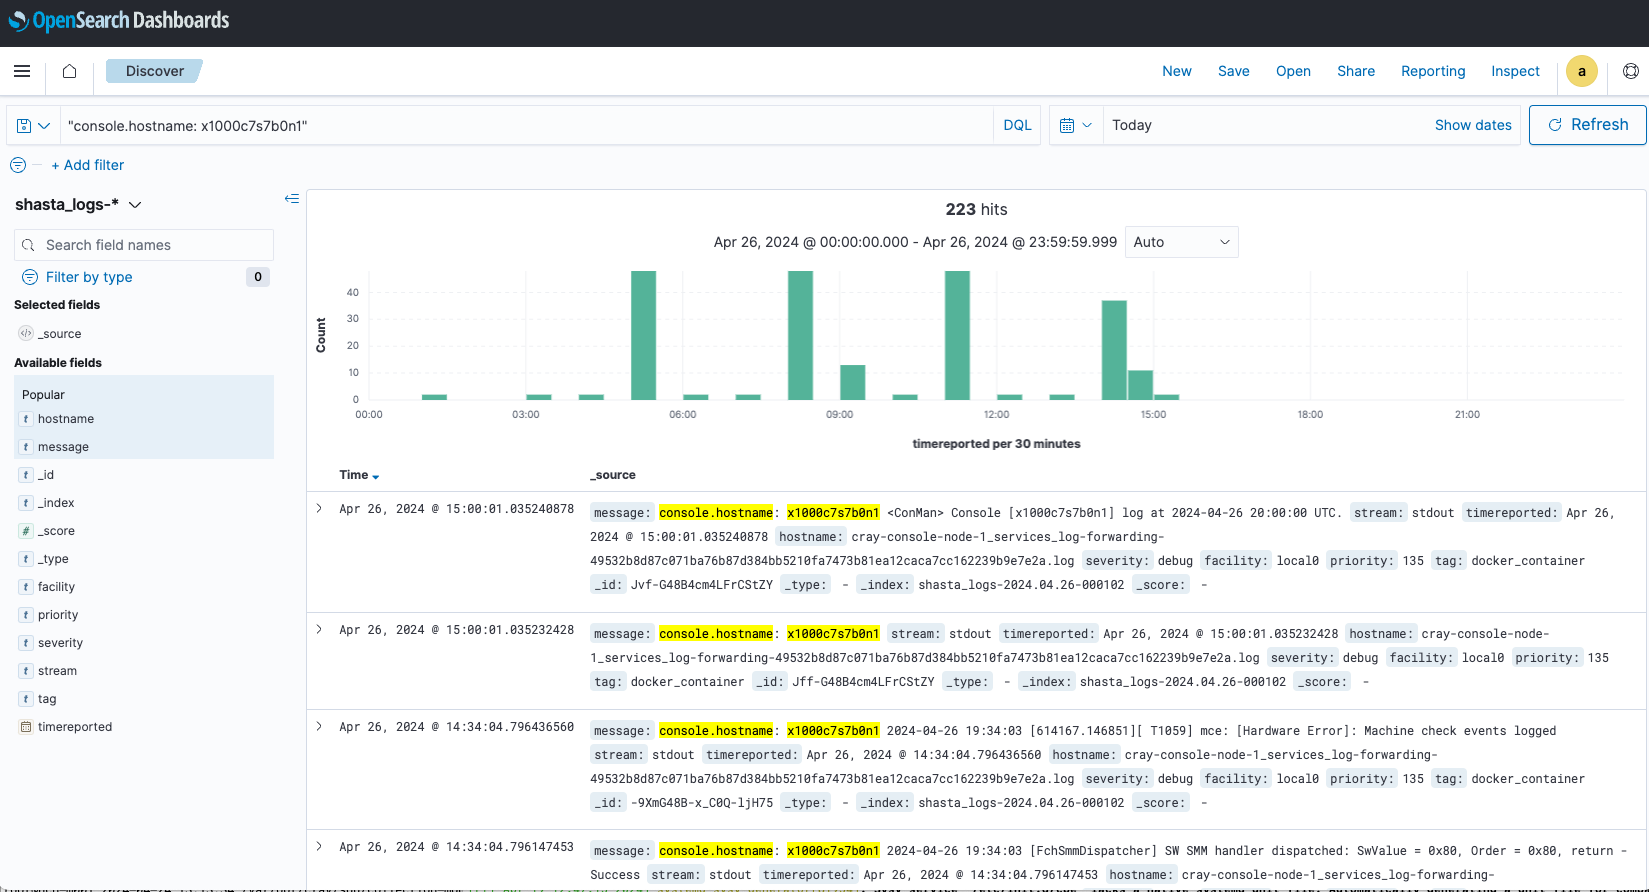 OpenSearch Dashboards
Discover
New Save Open Share Reporting Inspect a
"console.hostname: x1000c7s7b0n1" DQL Today Show dates Refresh
+ Add filter
shasta_logs-*
Search field names
Filter by type 0
Selected fields
_source
Available fields
Popular
t hostname
t message
t _id
t _index
# _score
t _type
t facility
t priority
t severity
t stream
t tag
timereported
223 hits
Apr 26, 2024 @ 00:00:00.000 - Apr 26, 2024 @ 23:59:59.999 Auto
Count
40
30
20
10
0
00:00 03:00 06:00 09:00 12:00 15:00 18:00 21:00
timereported per 30 minutes
Time _source
Apr 26, 2024 @ 15:00:01.035240878 message: console.hostname: x1000c7s7b0n1 <ConMan> Console [x1000c7s7b0n1] log at 2024-04-26 20:00:00 UTC. stream: stdout timereported: Apr 26,
2024 @ 15:00:01.035240878 hostname: cray-console-node-1_services_log-forwarding-
49532b8d87c071ba76b87d384bb5210fa7473b81ea12caca7cc162239b9e7e2a.log severity: debug facility: local0 priority: 135 tag: docker_container
_id: Jvf-G48B4cm4LFrCStZY _type: - _index: shasta_logs-2024.04.26-000102 _score: -
Apr 26, 2024 @ 15:00:01.035232428 message: console.hostname: x1000c7s7b0n1 stream: stdout timereported: Apr 26, 2024 @ 15:00:01.035232428 hostname: cray-console-node-
1_services_log-forwarding-49532b8d87c071ba76b87d384bb5210fa7473b81ea12caca7cc162239b9e7e2a.log severity: debug facility: local0 priority: 135
tag: docker_container _id: Jff-G48B4cm4LFrCStZY _type: - _index: shasta_logs-2024.04.26-000102 _score: -
Apr 26, 2024 @ 14:34:04.796436560 message: console.hostname: x1000c7s7b0n1 2024-04-26 19:34:03 [614167.146851][ T1059] mce: [Hardware Error]: Machine check events logged
stream: stdout timereported: Apr 26, 2024 @ 14:34:04.796436560 hostname: cray-console-node-1_services_log-forwarding-
49532b8d87c071ba76b87d384bb5210fa7473b81ea12caca7cc162239b9e7e2a.log severity: debug facility: local0 priority: 135 tag: docker_container
_id: -9XmG48B-x_C0Q-ljH75 _type: - _index: shasta_logs-2024.04.26-000102 _score: -
Apr 26, 2024 @ 14:34:04.796147453 message: console.hostname: x1000c7s7b0n1 2024-04-26 19:34:03 [FchSmmDispatcher] SW SMM handler dispatched: SwValue = 0x80, Order = 0x80, return -
Success stream: stdout timereported: Apr 26, 2024 @ 14:34:04.796147453 hostname: cray-console-node-1_services_log-forwarding-